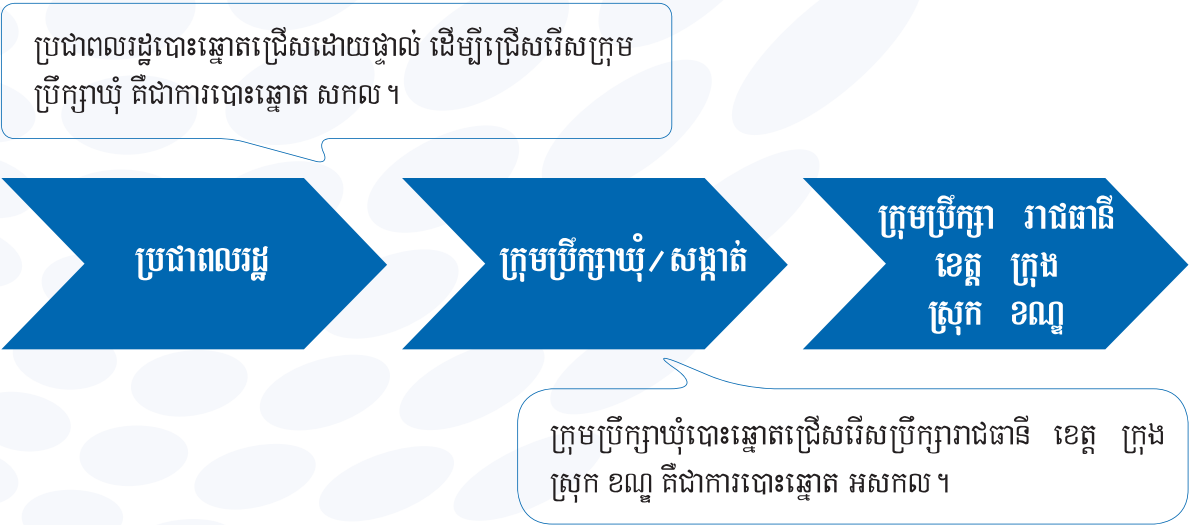 ប្រជាពលរដ្ឋបោះឆ្នោតជ្រើសដោយផ្ទាល់ ដើម្បីជ្រើសរើសក្រុម
ប្រឹក្សាឃុំ គឺជាការបោះឆ្នោត សកល។
ប្រជាពលរដ្ឋ
ក្រុមប្រឹក្សាឃុំ/សង្កាត់
ក្រុមប្រឹក្សា រាជធានី
ខេត្ត ក្រុង
ស្រុក ខណ្ឌ
ក្រុមប្រឹក្សាឃុំបោះឆ្នោតជ្រើសរើសប្រឹក្សារាជធានី ខេត្ត ក្រុង
ស្រុក ខណ្ឌ គឺជាការបោះឆ្នោត អសកល។